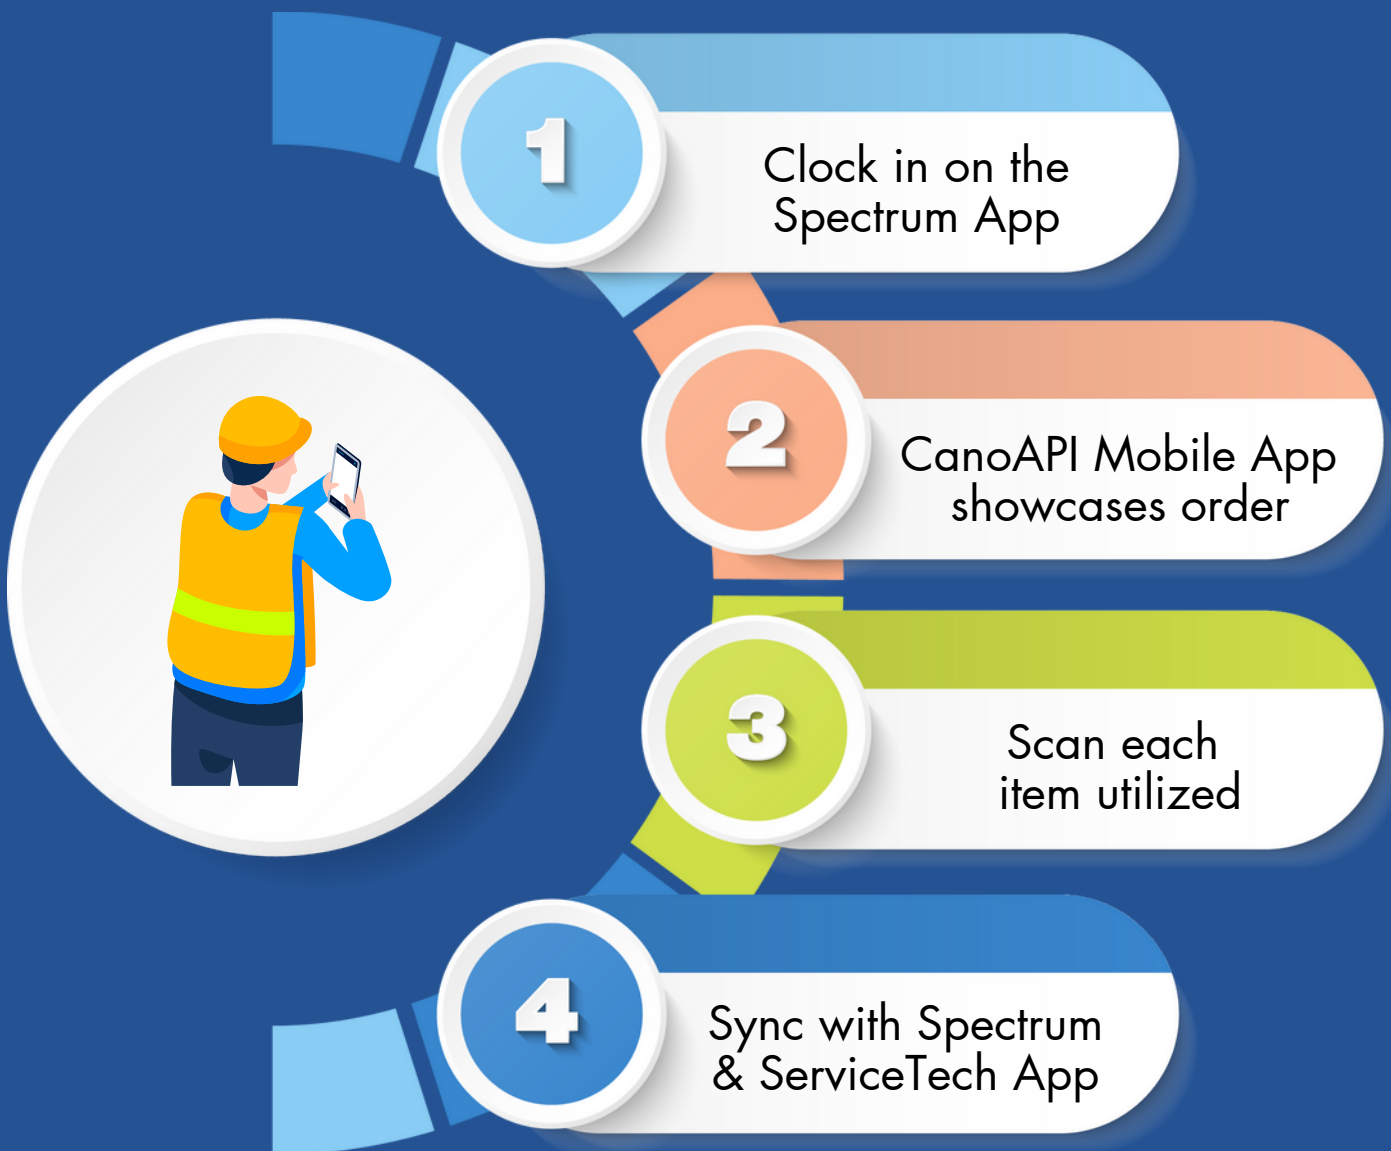 1
Clock in on the
Spectrum App
2
CanoAPI Mobile App
showcases order
3
Scan each
item utilized
4
Sync with Spectrum
& ServiceTech App